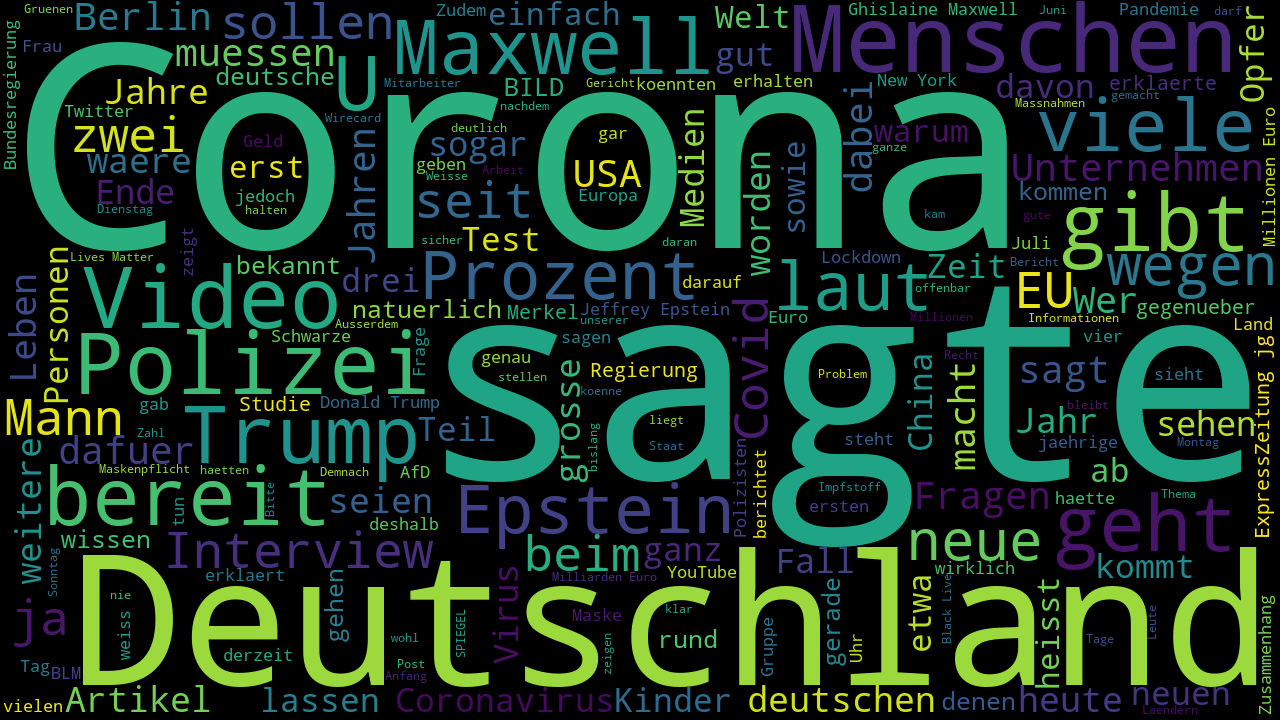 Corona
sagte
Deutschland
Menschen
Maxwell
Trump
Video
Polizei
Prozent
Epstein
bereit
gibt
geht
viele
wegen
laut
U
neue
Interview
Mann
seit
zwei
EU
Covid
sollen
muessen
Berlin
einfach
Welt
gut
Ghislaine Maxwell
Juni
Pandemie
darf
Gruenen
Zudem
Frau
Bundesregierung
deutsche
Jahre
Twitter
waere
Ende
Dienstag
Mitarbeiter
BILD
nachdem
Wirecard
Gericht
koennten
erhalten
New York
davon
erklaerte
Opfer
Massnahmen
gemacht
Millionen Euro
Geld
erst
jedoch
halten
deutlich
sogar
geben
Weisse
Arbeit
gar
USA
Europa
Medien
dabei
warum
ganze
Unternehmen
kommen
gute
kam
Jahren
Test
sicher
daran
worden
sowie
Lockdown
Zeit
Juli
Bericht
Lives Matter
zeigt
bekannt
drei
darauf
offenbar
Leben
Personen
natuerlich
Merkel
Jeffrey Epstein
unserer
Euro
Millionen
Wer
gegenueber
Informationen
Land
Ausserdem
Schwarze
Frage
sagen
genau
stellen
Regierung
koenne
grosse
Problem
China
Recht
macht
sagt
vier
sieht
bleibt
ExpressZeitung jgl
gab
Studie
Donald Trump
Teil
liegt
Staat
steht
Jahr
jaehrige
sehen
Montag
Zahl
dafuer
Maskenpflicht
haetten
Demnach
AfD
bislang
Polizisten
berichtet
Impfstoff
ersten
Fragen
ab
haette
Thema
Weitere
tun
Bitte
seien
deshalb
wissen
beim
ganz
YouTube
Fall
wirklich
kommt
Sonntag
erklaert
gehen
Virus
Milliarden Euro
Maske
klar
gerade
etwa
Black Live
heisst
Leute
ja
nie
weiss
wohl
SPIEGEL
zeigen
rund
Gruppe
Uhr
Tage
Zusammenhang
Tag
BLM
derzeit
Post
Anfang
vielen
Artikel
lassen
Coronavirus
Kinder
deutschen
denen
heute
neuen
Laendern